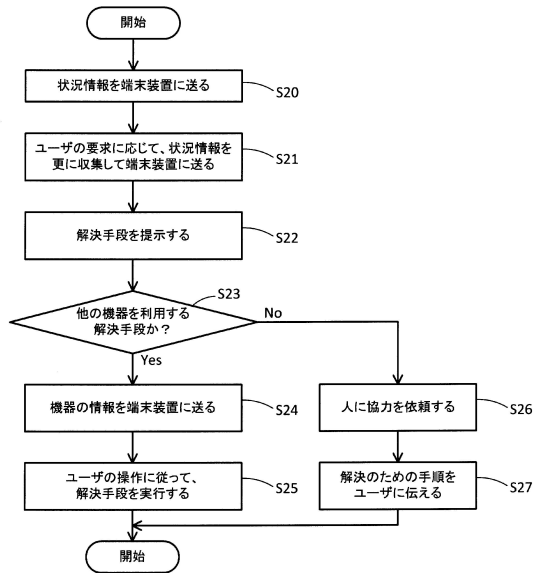 開始
状況情報を端末装置に送る
S20
ユーザの要求に応じて、状況情報を
更に収集して端末装置に送る
S21
解決手段を提示する
S22
S23
他の機器を利用する
解決手段か？
No
Yes
機器の情報を端末装置に送る
S24
人に協力を依頼する
S26
ユーザの操作に従って、
解決手段を実行する
S25
解決のための手順を
ユーザに伝える
S27
開始